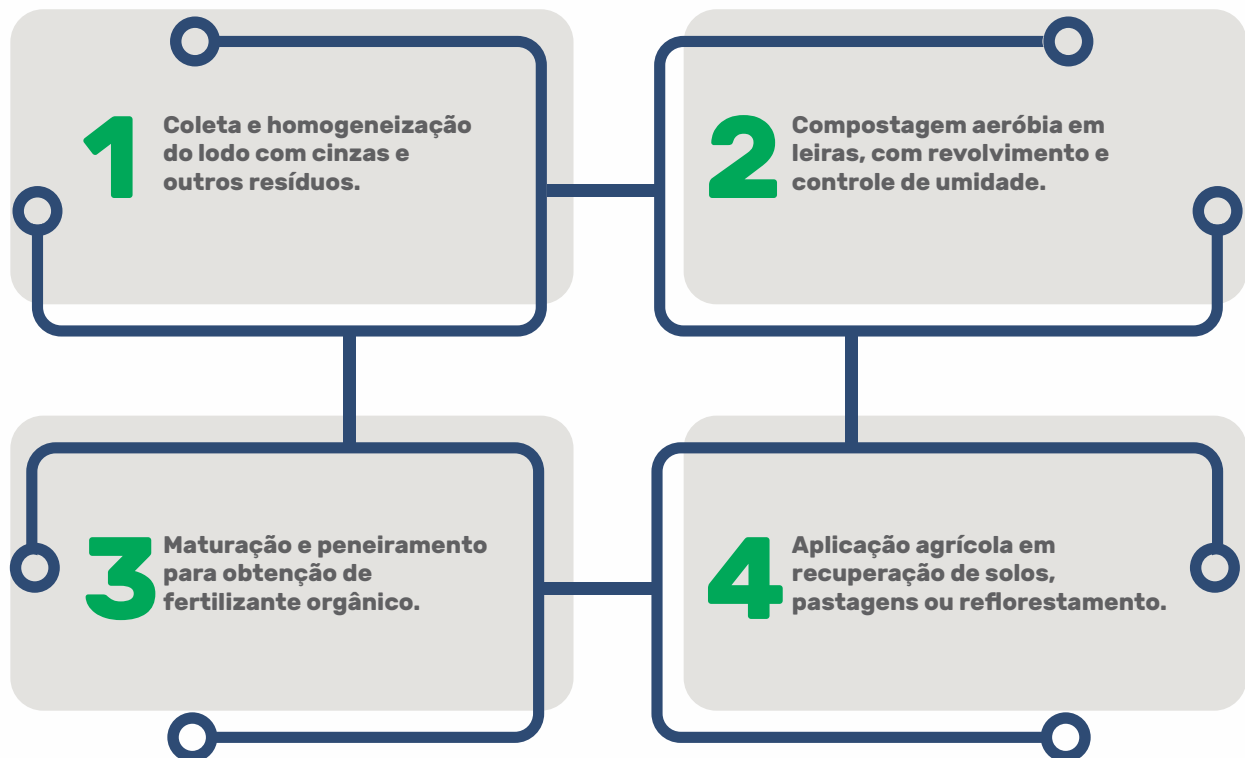 1
Coleta e homogeneização
do lodo com cinzas e
outros resíduos.
2
Compostagem aeróbia em
leiras, com revolvimento e
controle de umidade.
3
Maturação e peneiramento
para obtenção de
fertilizante orgânico.
4
Aplicação agrícola em
recuperação de solos,
pastagens ou reflorestamento.